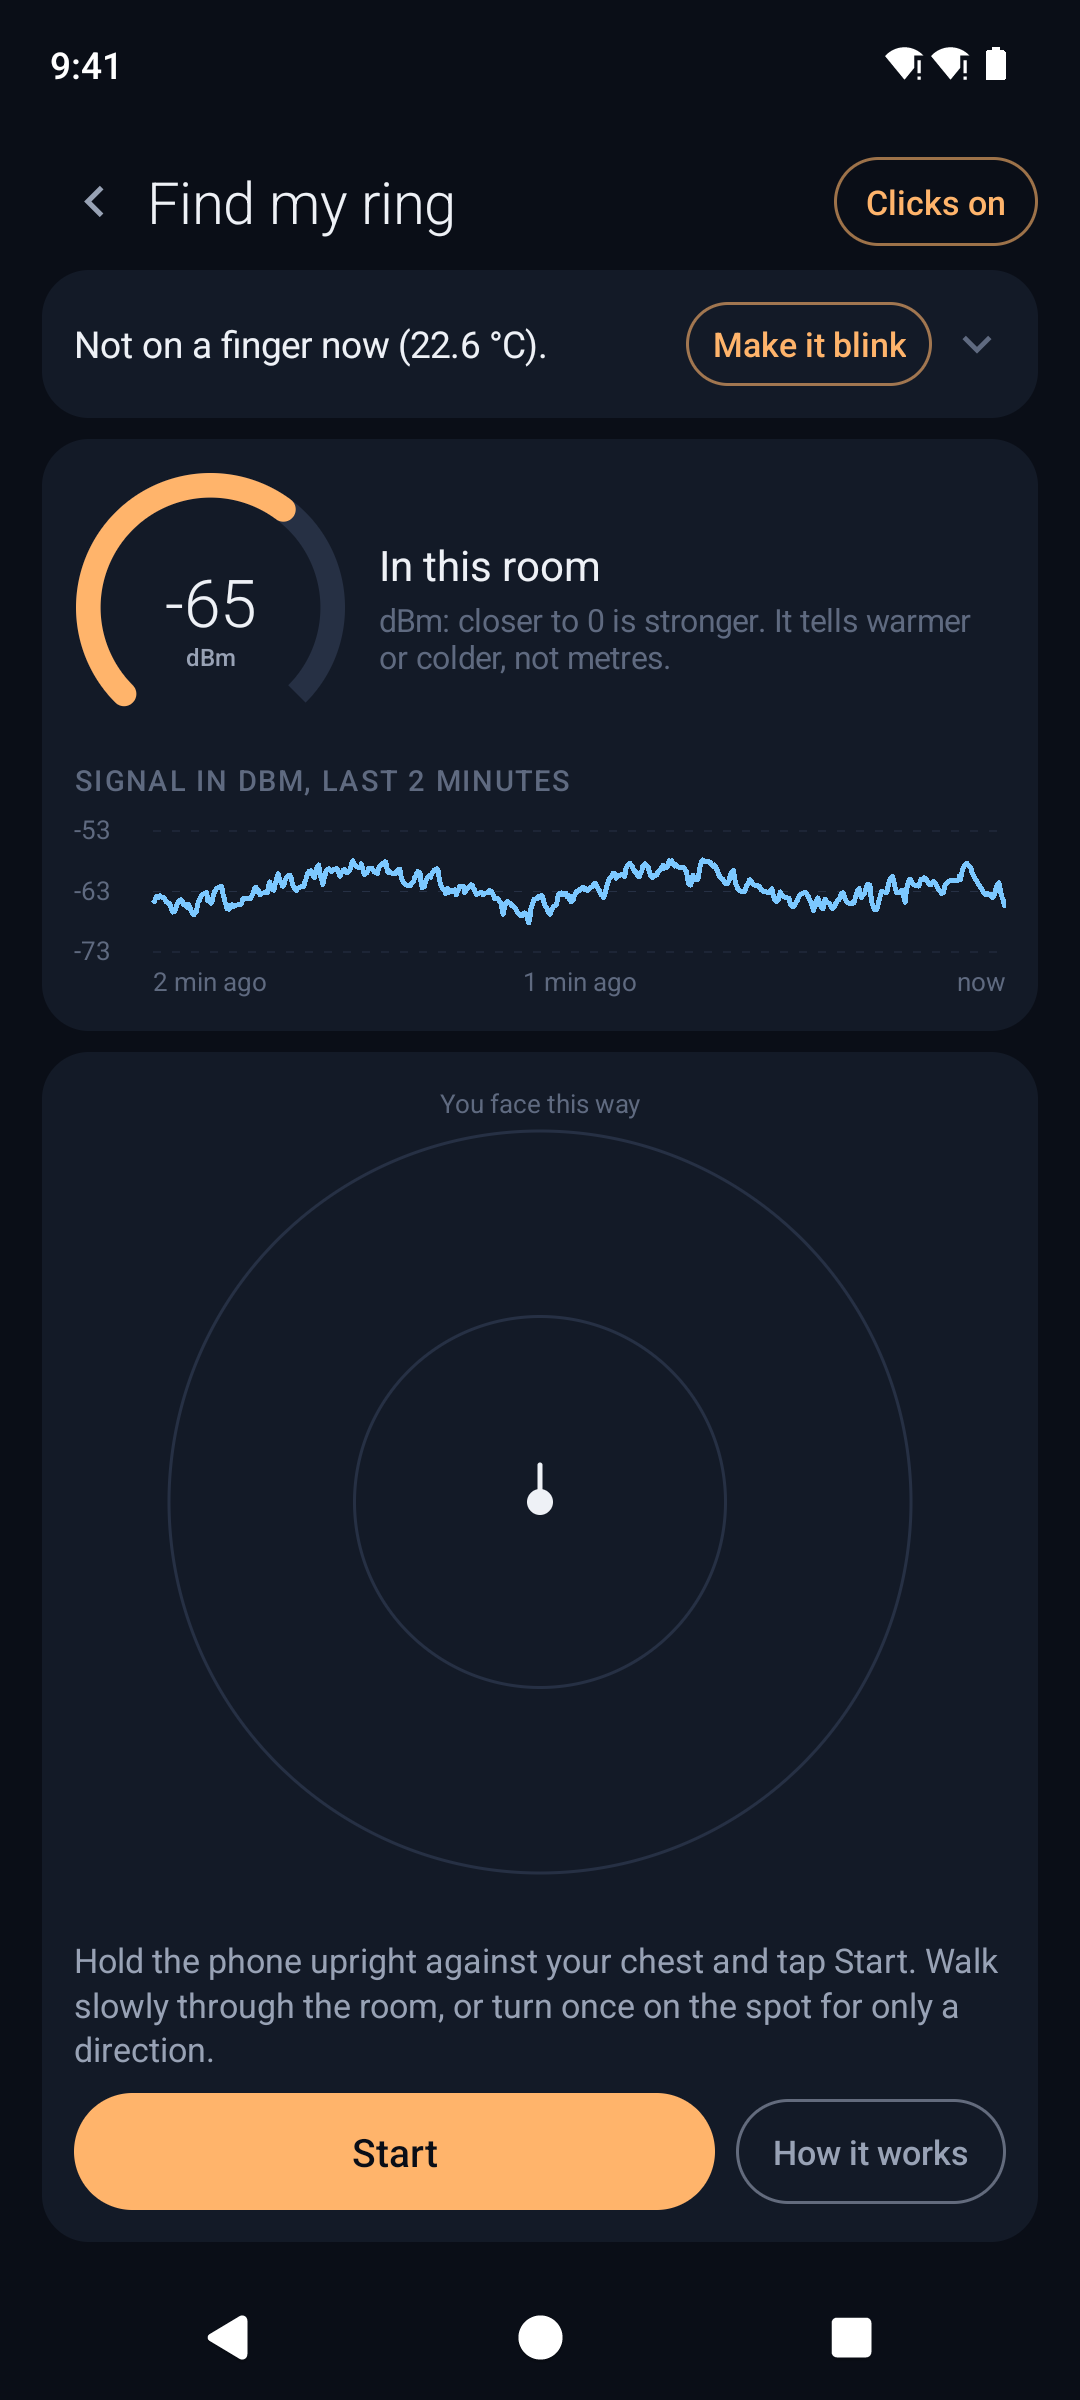 9:41
Find my ring
Clicks on
Not on a finger now (22.6 °C).
Make it blink
-65
dBm
In this room
dBm: closer to 0 is stronger. It tells warmer
or colder, not metres.
SIGNAL IN DBM, LAST 2 MINUTES
-53
-63
-73
2 min ago
1 min ago
now
You face this way
Hold the phone upright against your chest and tap Start. Walk
slowly through the room, or turn once on the spot for only a
direction.
Start
How it works